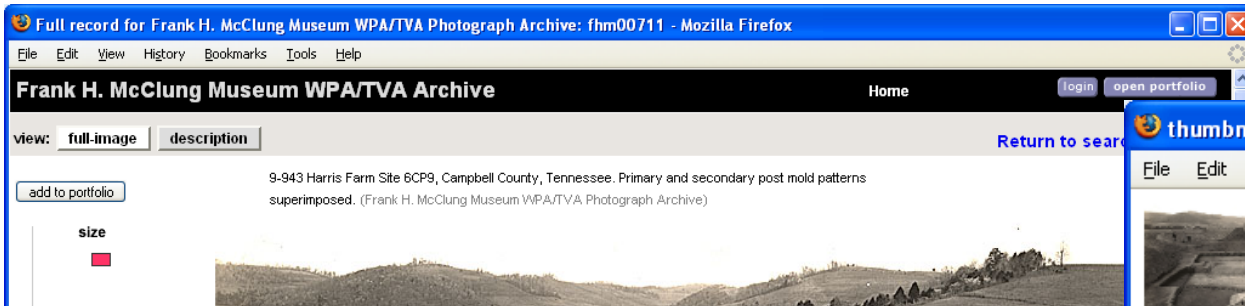 Full record for Frank H. McClung Museum WPA/TVA Photograph Archive: fhm00711 - Mozilla Firefox
File Edit View History Bookmarks Tools Help
Frank H. McClung Museum WPA/TVA Archive Home login open portfolio
view: full-image description Return to sear
thumbn
File Edit
add to portfolio
9-943 Harris Farm Site 6CP9, Campbell County, Tennessee. Primary and secondary post mold patterns
superimposed. (Frank H. McClung Museum WPA/TVA Photograph Archive)
size